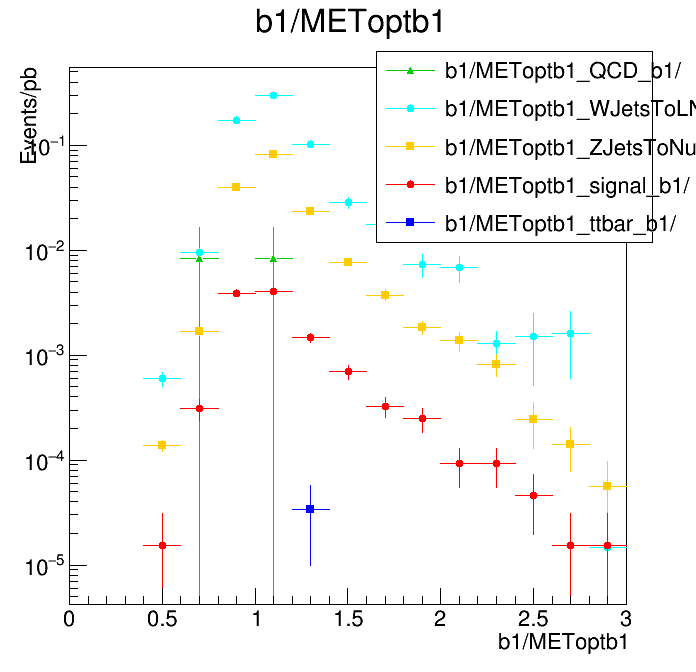 b1/METoptb1
Events/pb
b1/METoptb1_QCD_b1/
b1/METoptb1_WJetsToLN
b1/METoptb1_ZJetsToNu
b1/METoptb1_signal_b1/
b1/METoptb1_ttbar_b1/
10⁻¹
10⁻²
10⁻³
10⁻⁴
10⁻⁵
0 0.5 1 1.5 2 2.5 3
b1/METoptb1